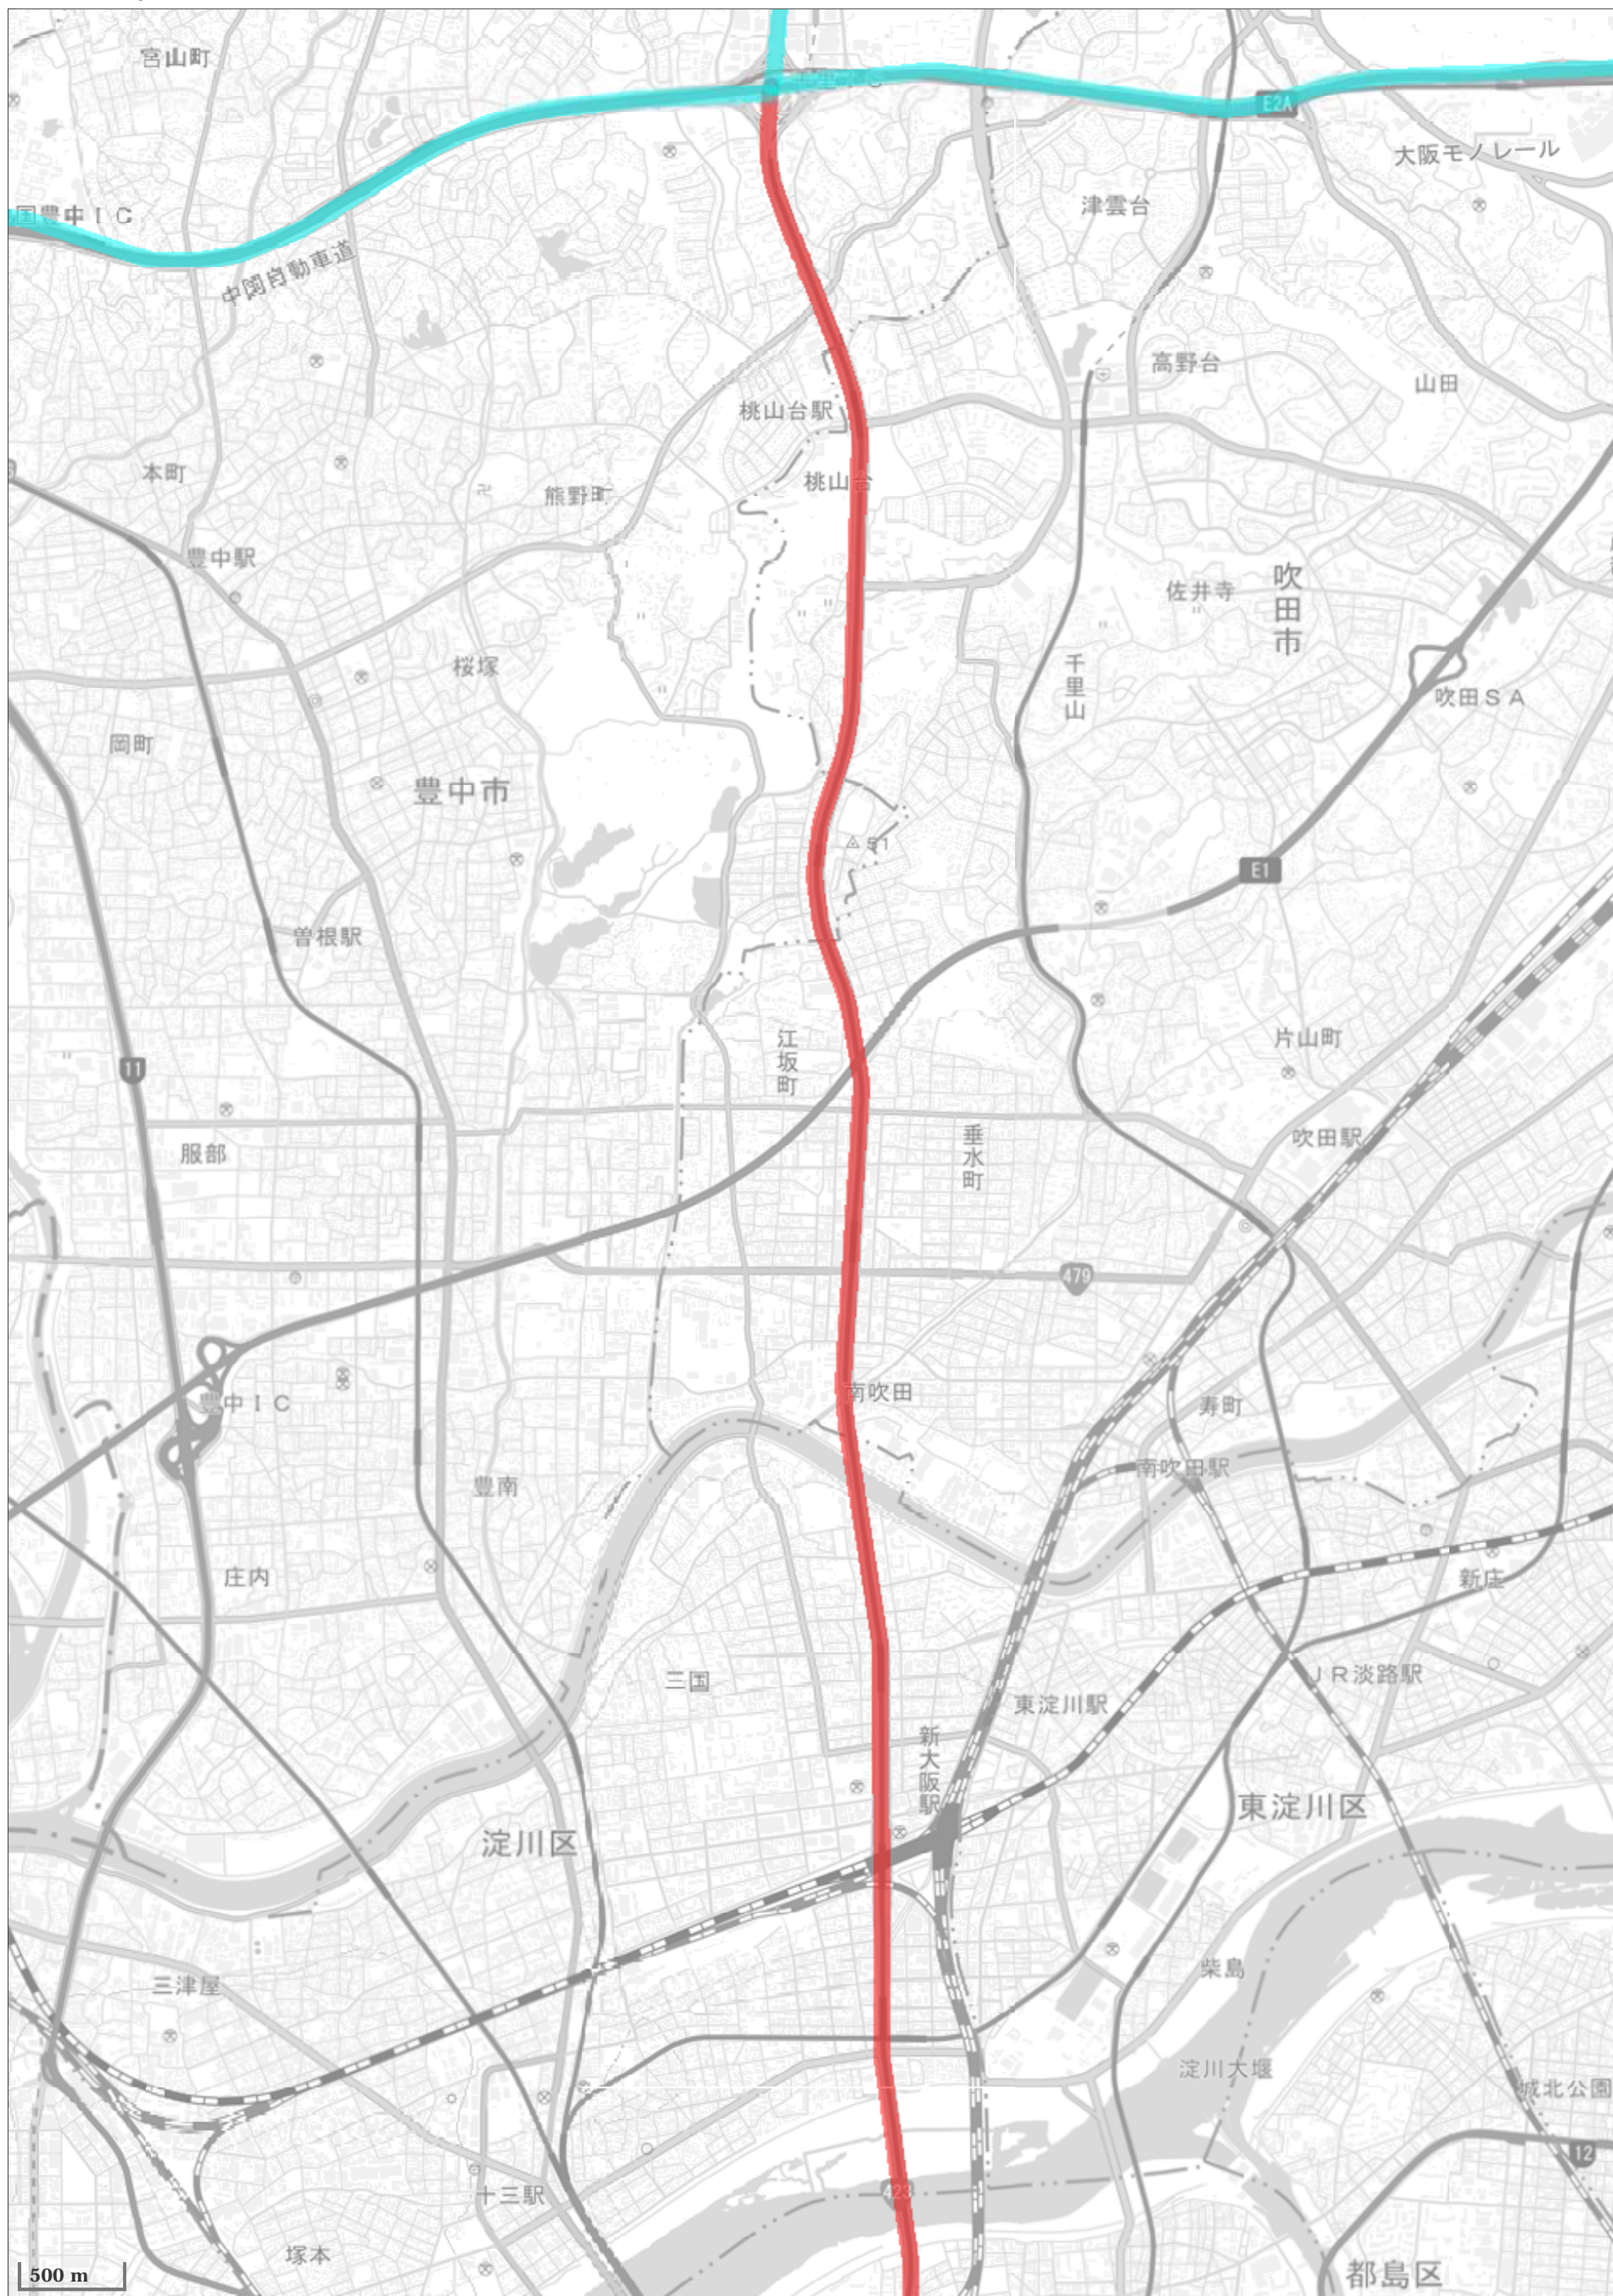 宮山町
E2A
大阪モノレール
津雲台
国豊中ＩＣ
中国自動車道
高野台
山田
桃山台駅
本町
桃山台
熊野町
豊中駅
吹田市
佐井寺
桜塚
千里山
吹田ＳＡ
岡町
豊中市
51
E1
曽根駅
江坂町
片山町
11
垂水町
吹田駅
服部
479
南吹田
豊中ＩＣ
寿町
南吹田駅
豊南
庄内
新庄
三国
ＪＲ淡路駅
東淀川駅
新大阪駅
東淀川区
淀川区
柴島
三津屋
淀川大堰
城北公園
12
十三駅
423
塚本
都島区
500 m